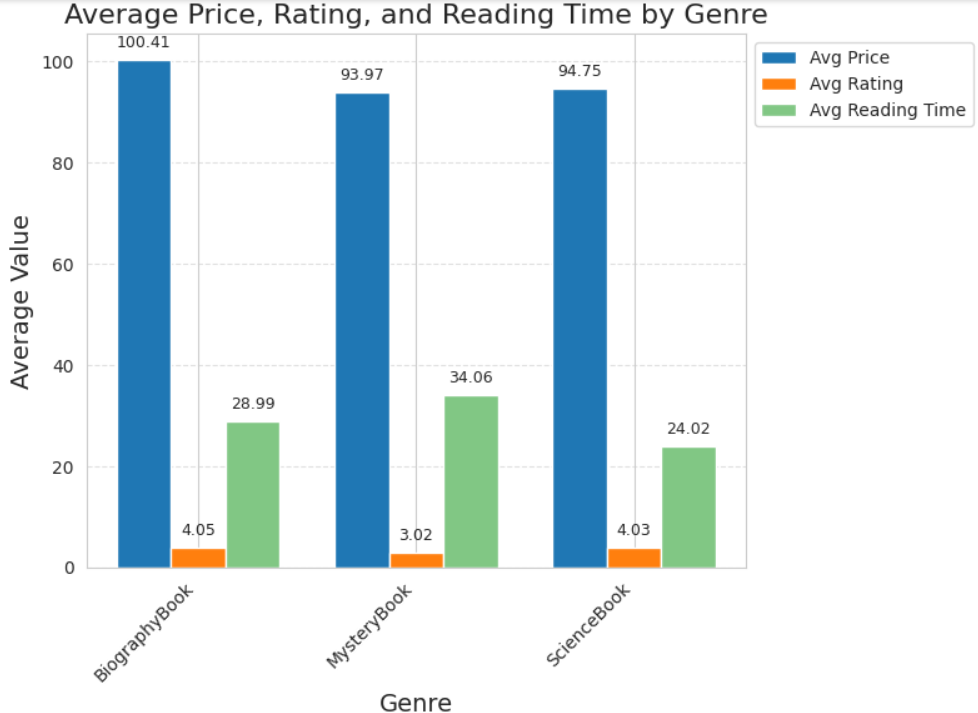 Average Price, Rating, and Reading Time by Genre
100.41
93.97
94.75
Avg Price
Avg Rating
Avg Reading Time
100
80
60
40
20
0
Average Value
28.99
34.06
24.02
4.05
3.02
4.03
BiographyBook
MysteryBook
ScienceBook
Genre